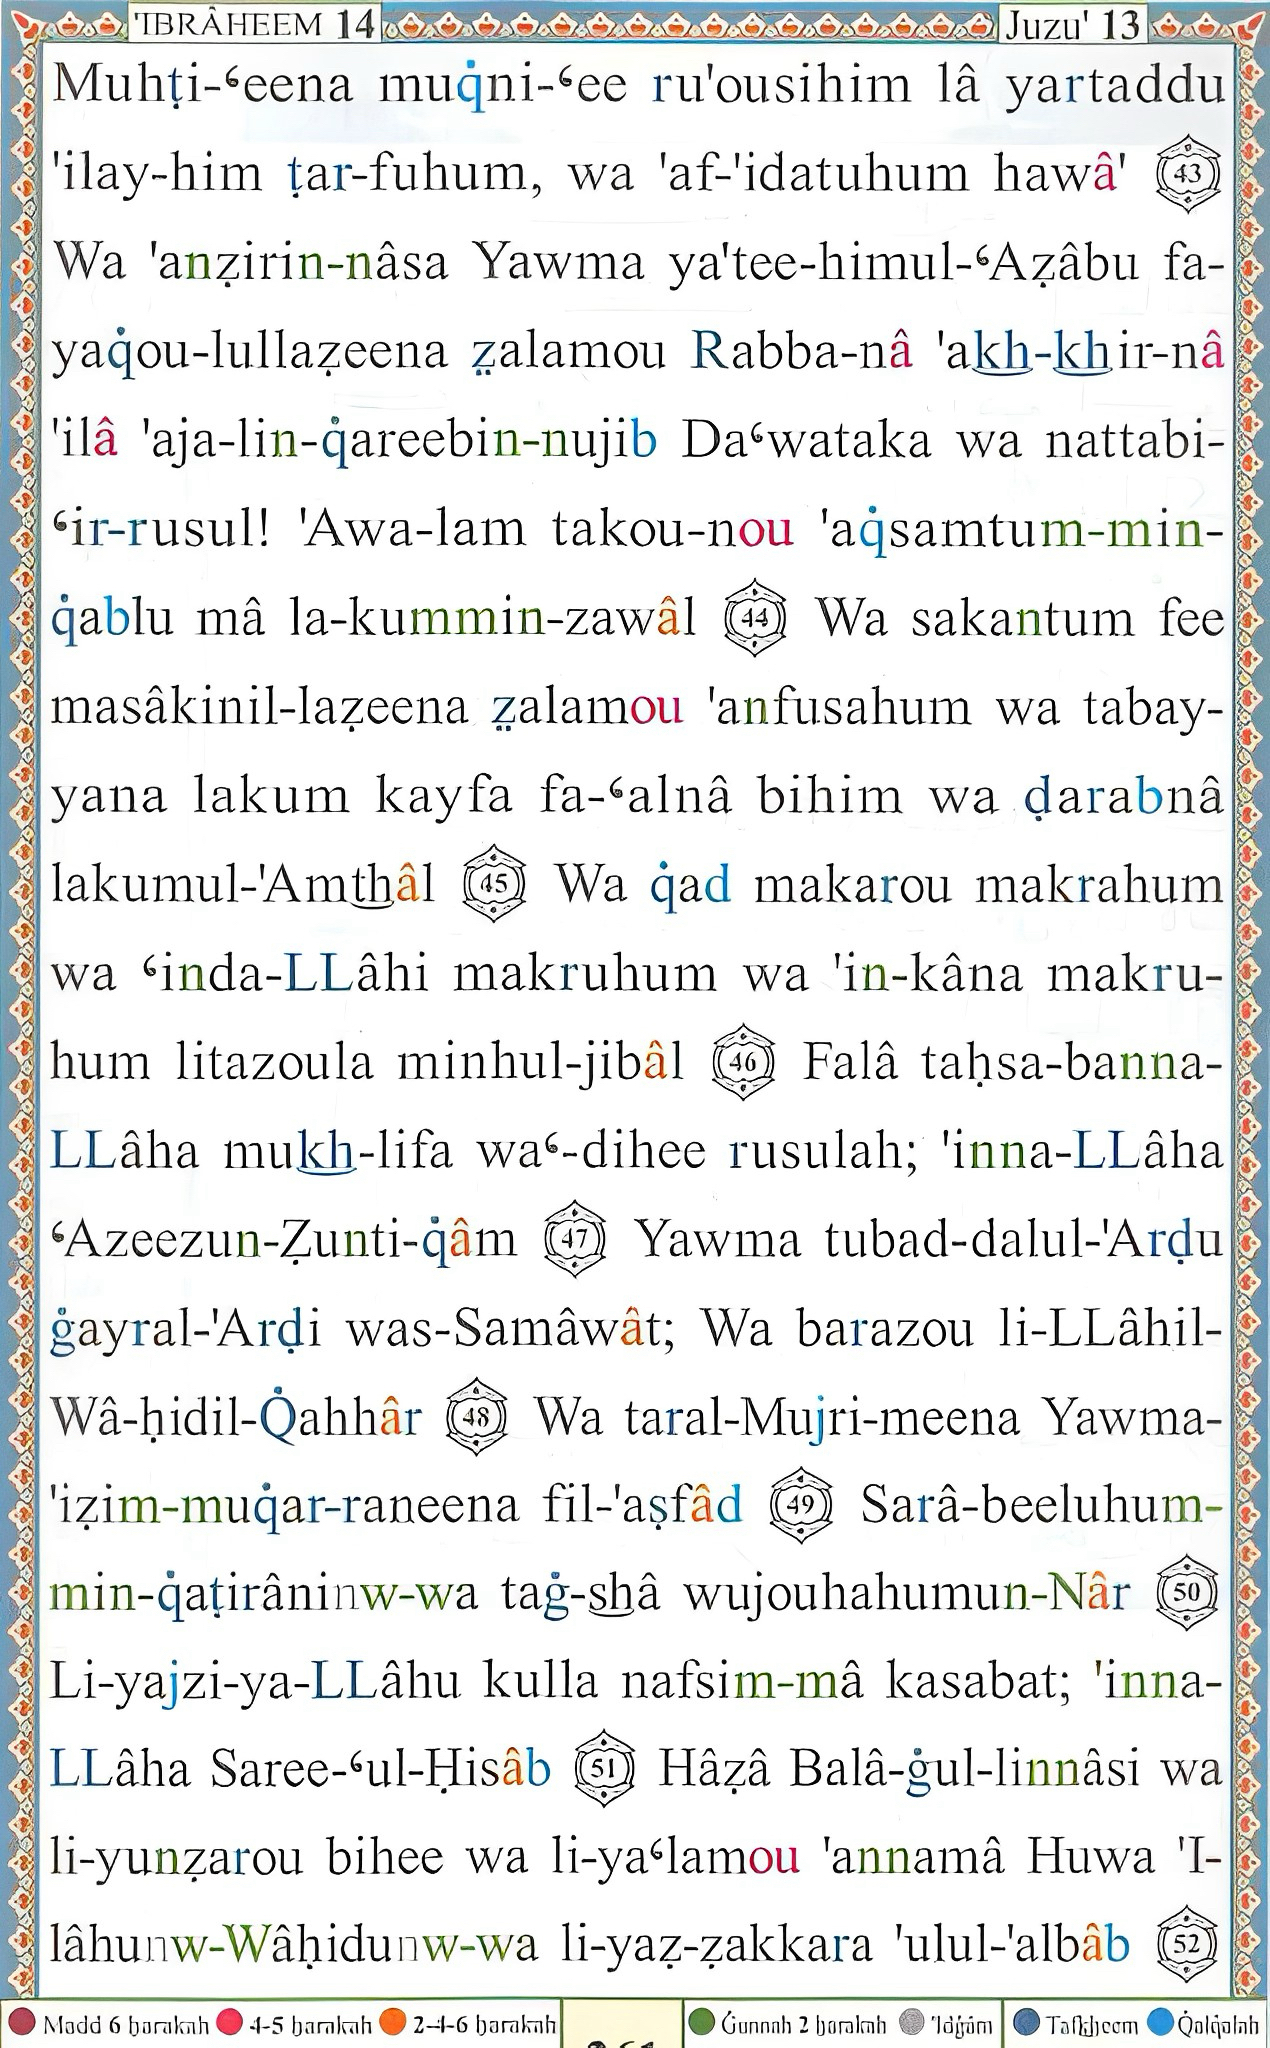 'IBRÂHEEM 14 Juzu' 13
Muhṭi-ʿeena muq̇ni-ʿee ru'ousihim lâ yartaddu
'ilay-him ṭar-fuhum, wa 'af-'idatuhum hawâ' 43
Wa 'anẓirin-nâsa Yawma ya'tee-himul-ʿAẓâbu fa-
yaq̇ou-lullaẓeena z̤alamou Rabba-nâ 'akh-khir-nâ
'ilâ 'aja-lin-q̇areebin-nujib Daʿwataka wa nattabi-
ʿir-rusul! 'Awa-lam takou-nou 'aq̇samtum-min-
q̇ablu mâ la-kummin-zawâl 44 Wa sakantum fee
masâkinil-laẓeena z̤alamou 'anfusahum wa tabay-
yana lakum kayfa fa-ʿalnâ bihim wa ḍarabnâ
lakumul-'Amthâl 45 Wa q̇ad makarou makrahum
wa ʿinda-LLâhi makruhum wa 'in-kâna makru-
hum litazoula minhul-jibâl 46 Falâ taḥsa-banna-
LLâha mukh-lifa waʿ-dihee rusulah; 'inna-LLâha
ʿAzeezun-Ẓunti-q̇âm 47 Yawma tubad-dalul-'Arḍu
ġayral-'Arḍi was-Samâwât; Wa barazou li-LLâhil-
Wâ-ḥidil-Q̇ahhâr 48 Wa taral-Mujri-meena Yawma-
'iẓim-muq̇ar-raneena fil-'aṣfâd 49 Sarâ-beeluhum-
min-q̇aṭirâninw-wa taġ-shâ wujouhahumun-Nâr 50
Li-yajzi-ya-LLâhu kulla nafsim-mâ kasabat; 'inna-
LLâha Saree-ʿul-Ḥisâb 51 Hâẓâ Balâ-ġul-linnâsi wa
li-yunẓarou bihee wa li-yaʿlamou 'annamâ Huwa 'I-
lâhunw-Wâḥidunw-wa li-yaẓ-ẓakkara 'ulul-'albâb 52
Madd 6 ḥarakah 4-5 ḥarakah 2-4-6 ḥarakah Ġunnah 2 ḥarakah 'Idġâm Tafkheem Q̇alq̇alah